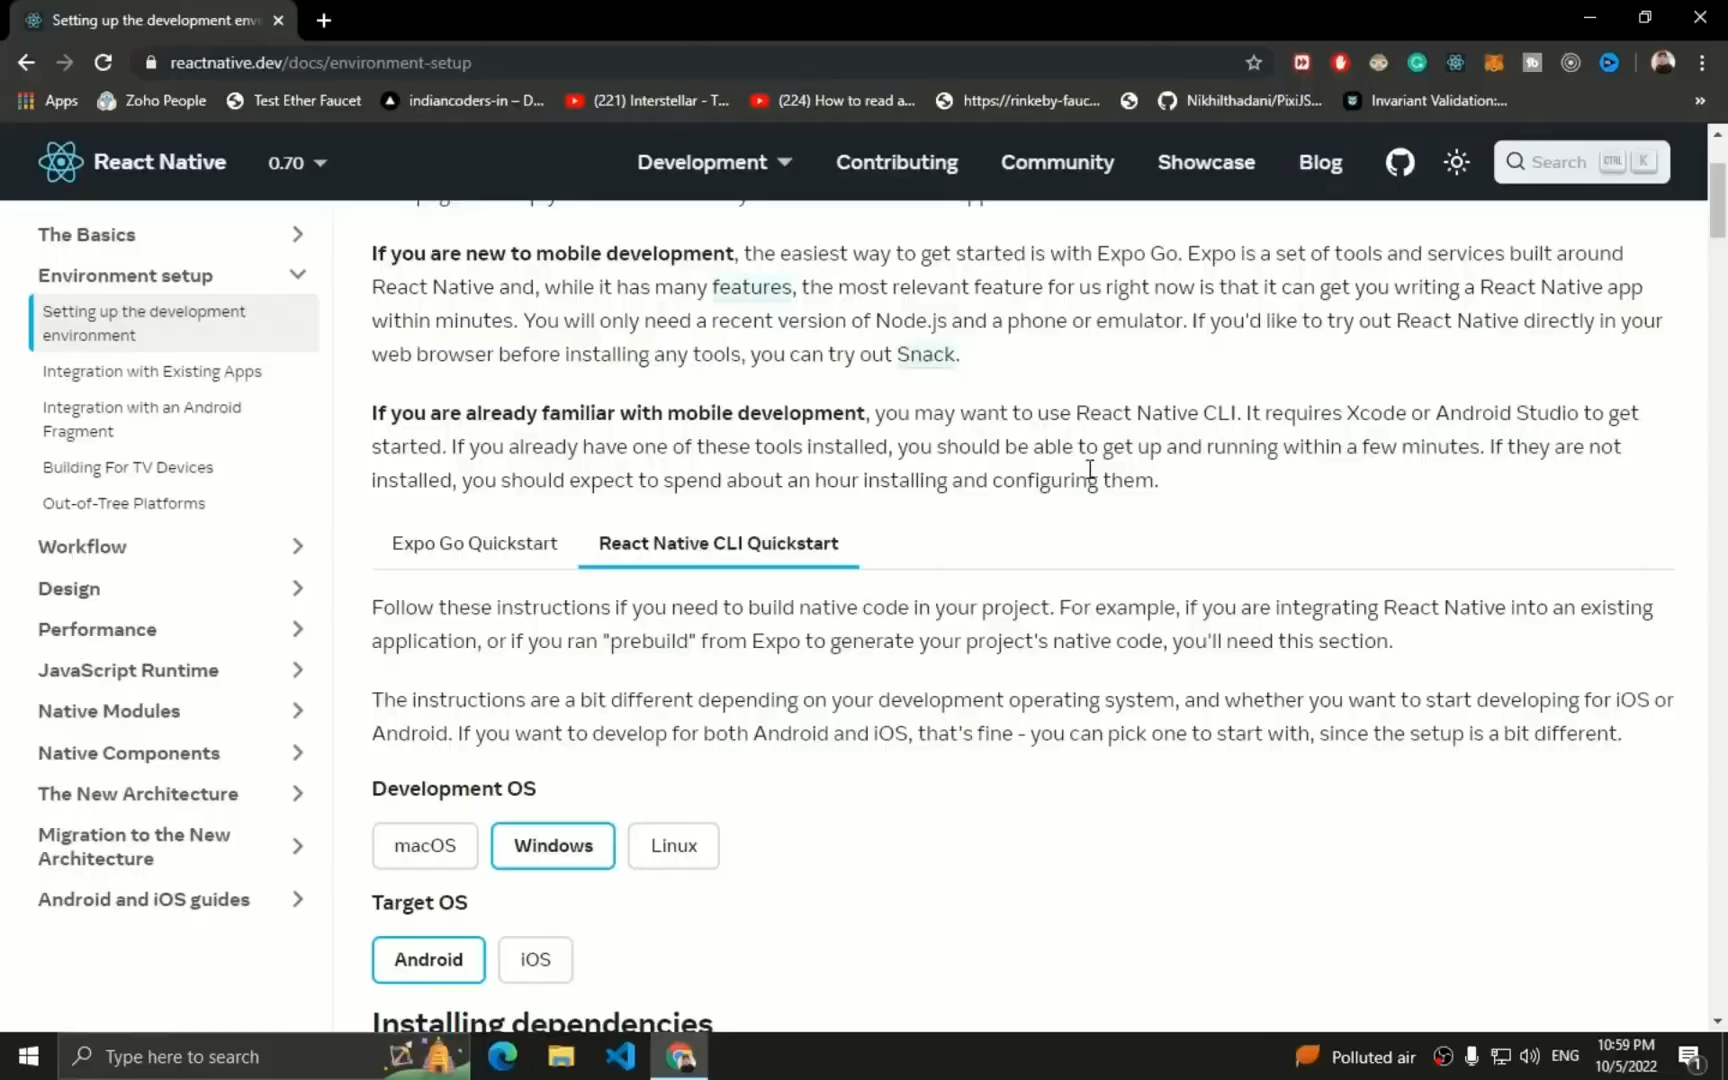 Setting up the development env
reactnative.dev/docs/environment-setup
Apps
Zoho People
Test Ether Faucet
indiancoders-in – D...
(221) Interstellar - T...
(224) How to read a...
https://rinkeby-fauc...
Nikhilthadani/PixiJS...
Invariant Validation:...
»
React Native
0.70
Development
Contributing
Community
Showcase
Blog
Search CTRL K
The Basics
Environment setup
Setting up the development
environment
Integration with Existing Apps
Integration with an Android
Fragment
Building For TV Devices
Out-of-Tree Platforms
Workflow
Design
Performance
JavaScript Runtime
Native Modules
Native Components
The New Architecture
Migration to the New
Architecture
Android and iOS guides
If you are new to mobile development, the easiest way to get started is with Expo Go. Expo is a set of tools and services built around
React Native and, while it has many features, the most relevant feature for us right now is that it can get you writing a React Native app
within minutes. You will only need a recent version of Node.js and a phone or emulator. If you'd like to try out React Native directly in your
web browser before installing any tools, you can try out Snack.
If you are already familiar with mobile development, you may want to use React Native CLI. It requires Xcode or Android Studio to get
started. If you already have one of these tools installed, you should be able to get up and running within a few minutes. If they are not
installed, you should expect to spend about an hour installing and configuring them.
Expo Go Quickstart
React Native CLI Quickstart
Follow these instructions if you need to build native code in your project. For example, if you are integrating React Native into an existing
application, or if you ran "prebuild" from Expo to generate your project's native code, you'll need this section.
The instructions are a bit different depending on your development operating system, and whether you want to start developing for iOS or
Android. If you want to develop for both Android and iOS, that's fine - you can pick one to start with, since the setup is a bit different.
Development OS
macOS
Windows
Linux
Target OS
Android
iOS
Installing dependencies
Type here to search
Polluted air
ENG
10:59 PM
10/5/2022
1